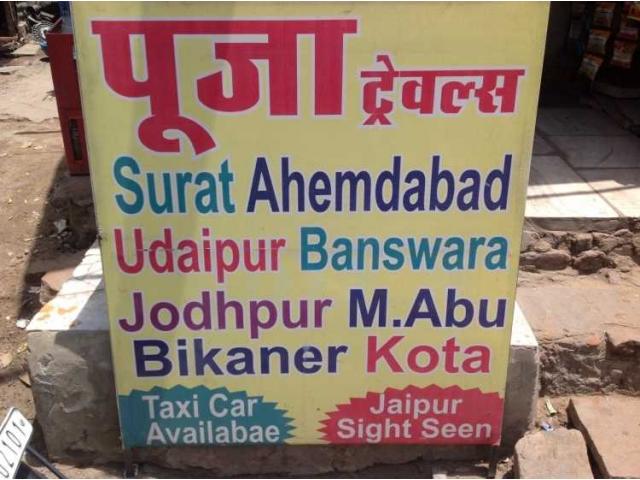 पूजा ट्रेवल्स
Surat Ahemdabad
Udaipur Banswara
Jodhpur M.Abu
Bikaner Kota
Taxi Car Availabae
Jaipur Sight Seen